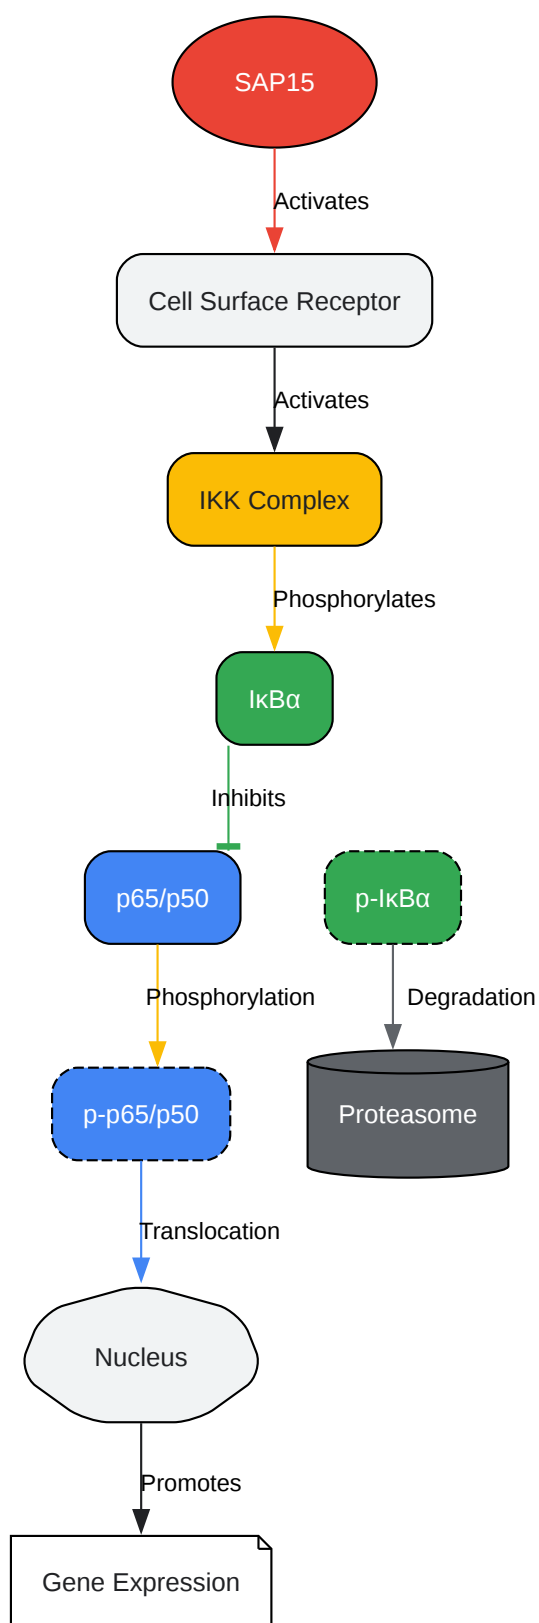 SAP15
Activates
Cell Surface Receptor
Activates
IKK Complex
Phosphorylates
IκBα
Inhibits
p65/p50
p-IκBα
Phosphorylation
Degradation
p-p65/p50
Proteasome
Translocation
Nucleus
Promotes
Gene Expression